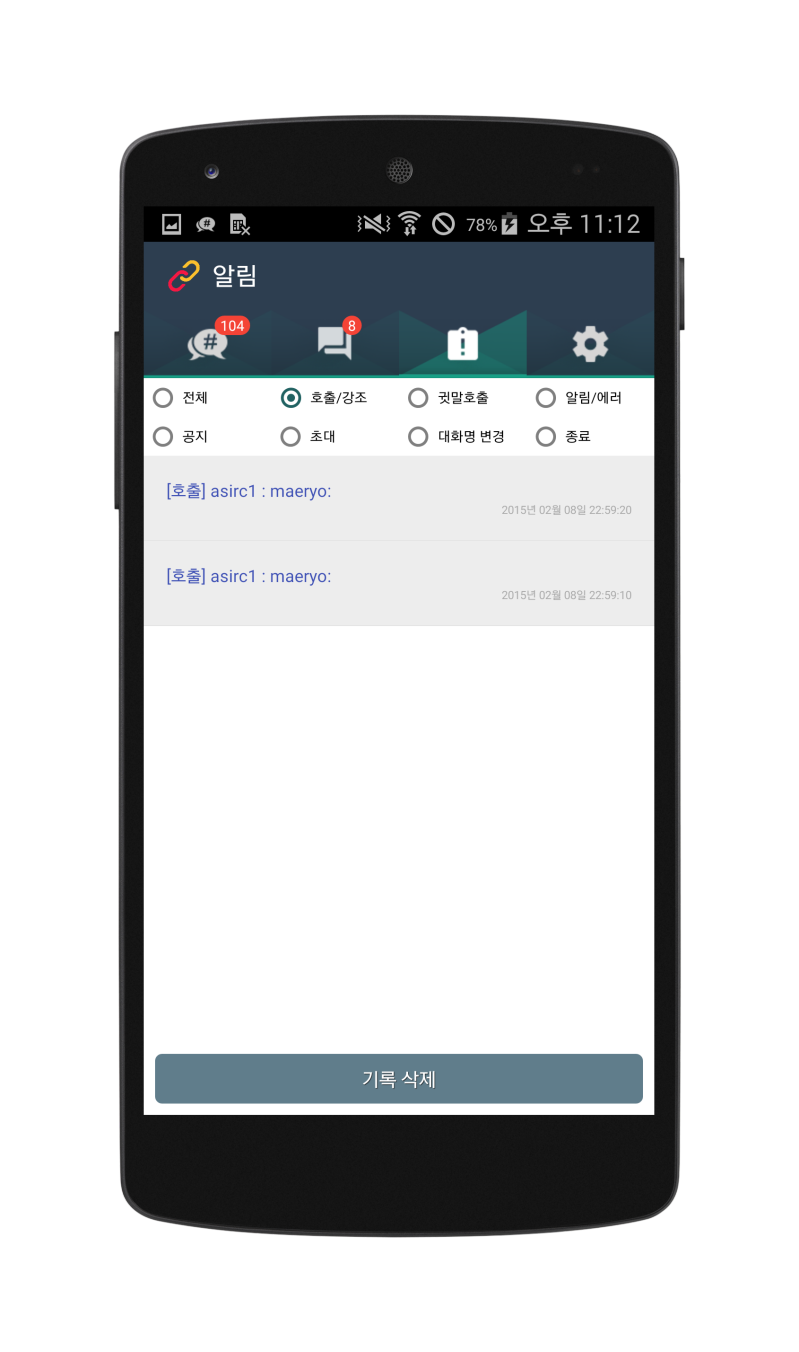 78% 오후 11:12
알림
104 8
#
전체 호출/강조 귓말호출 알림/에러
공지 초대 대화명 변경 종료
[호출] asirc1 : maeryo:
2015년 02월 08일 22:59:20
[호출] asirc1 : maeryo:
2015년 02월 08일 22:59:10
기록 삭제